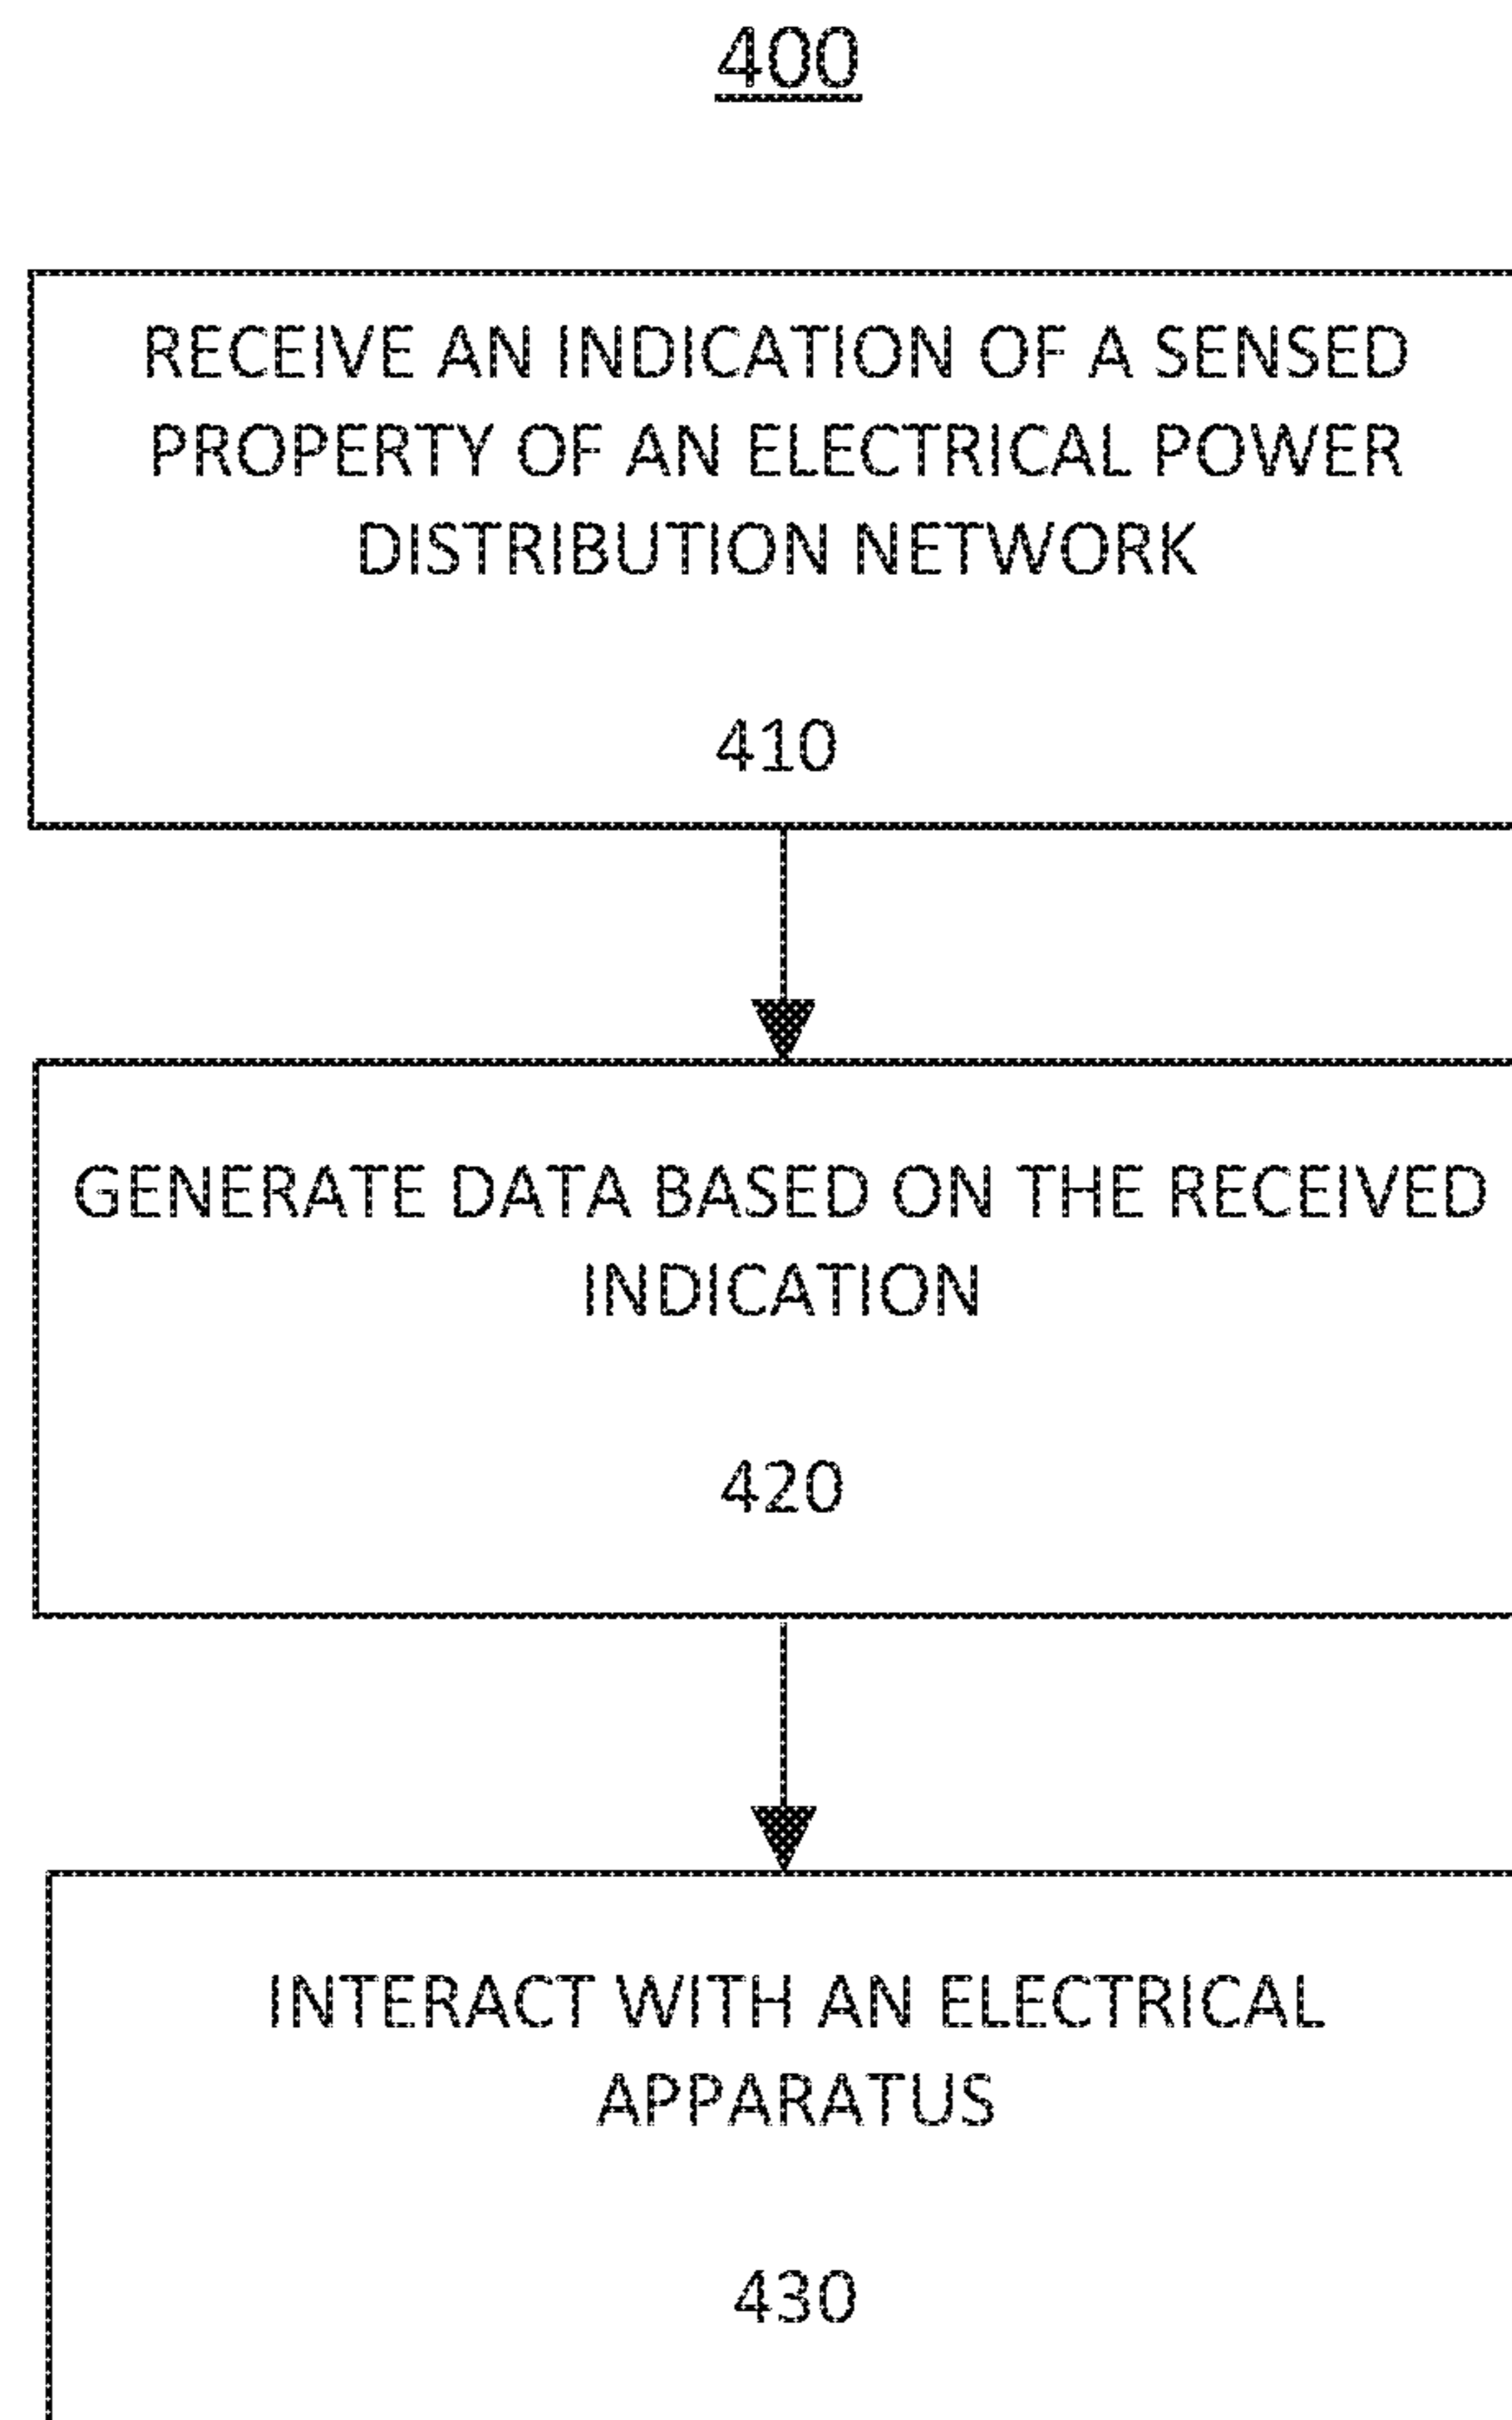 400
RECEIVE AN INDICATION OF A SENSED
PROPERTY OF AN ELECTRICAL POWER
DISTRIBUTION NETWORK
410
GENERATE DATA BASED ON THE RECEIVED
INDICATION
420
INTERACT WITH AN ELECTRICAL
APPARATUS
430